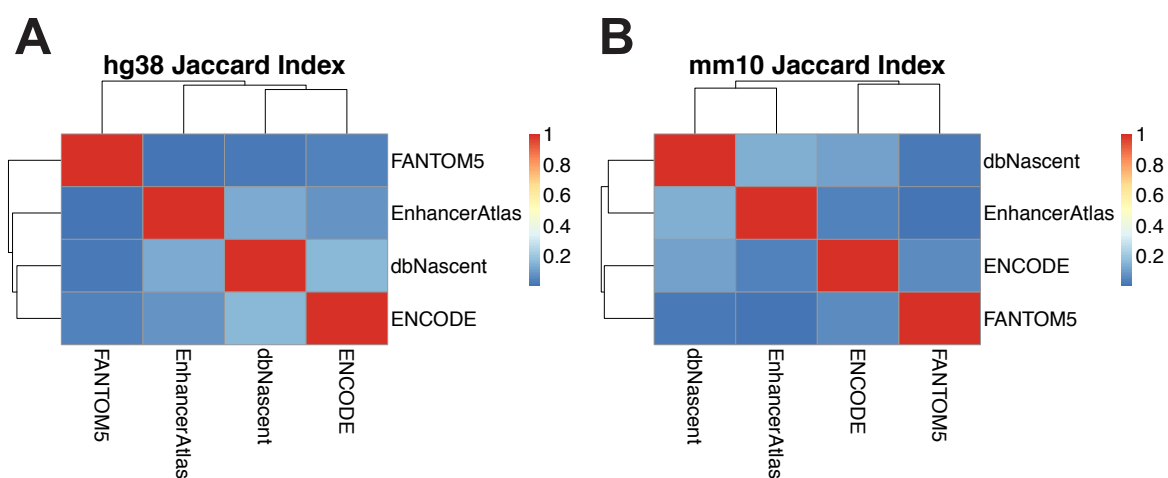 A
hg38 Jaccard Index
FANTOM5
EnhancerAtlas
dbNascent
ENCODE
1
0.8
0.6
0.4
0.2
FANTOM5
EnhancerAtlas
dbNascent
ENCODE
B
mm10 Jaccard Index
dbNascent
EnhancerAtlas
ENCODE
FANTOM5
1
0.8
0.6
0.4
0.2
dbNascent
EnhancerAtlas
ENCODE
FANTOM5